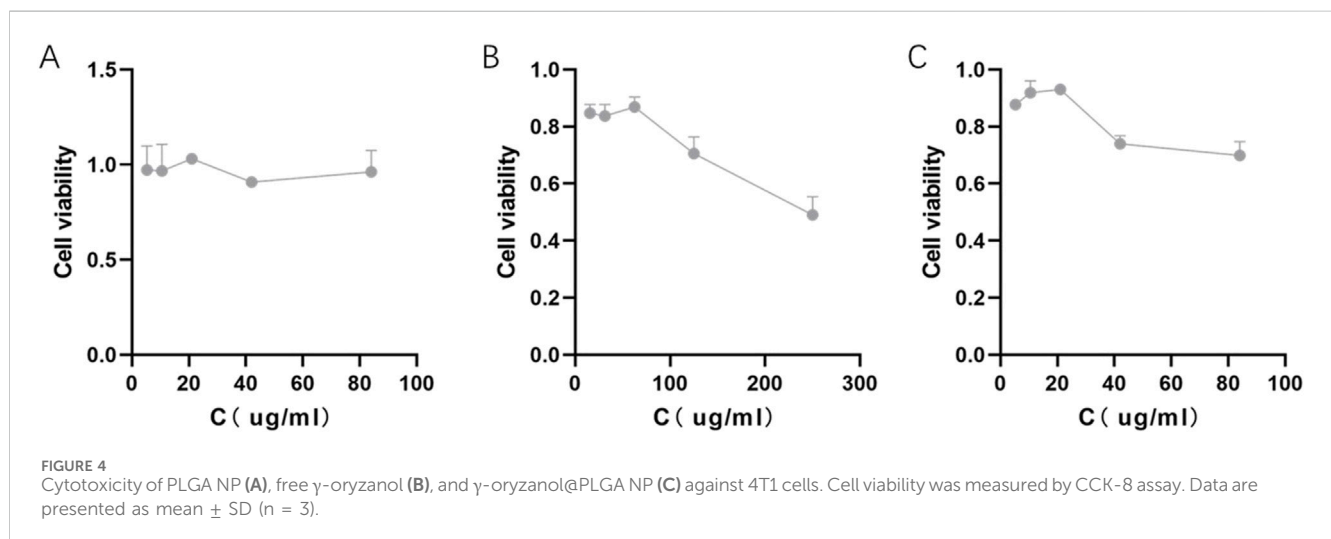 A
1.5
1.0
0.5
0.0
Cell viability
0 20 40 60 80 100
C( ug/ml)
B
1.0
0.8
0.6
0.4
0.2
0.0
Cell viability
0 100 200 300
C( ug/ml)
C
1.0
0.8
0.6
0.4
0.2
0.0
Cell viability
0 20 40 60 80 100
C( ug/ml)
FIGURE 4
Cytotoxicity of PLGA NP (A), free γ-oryzanol (B), and γ-oryzanol@PLGA NP (C) against 4T1 cells. Cell viability was measured by CCK-8 assay. Data are
presented as mean ± SD (n = 3).